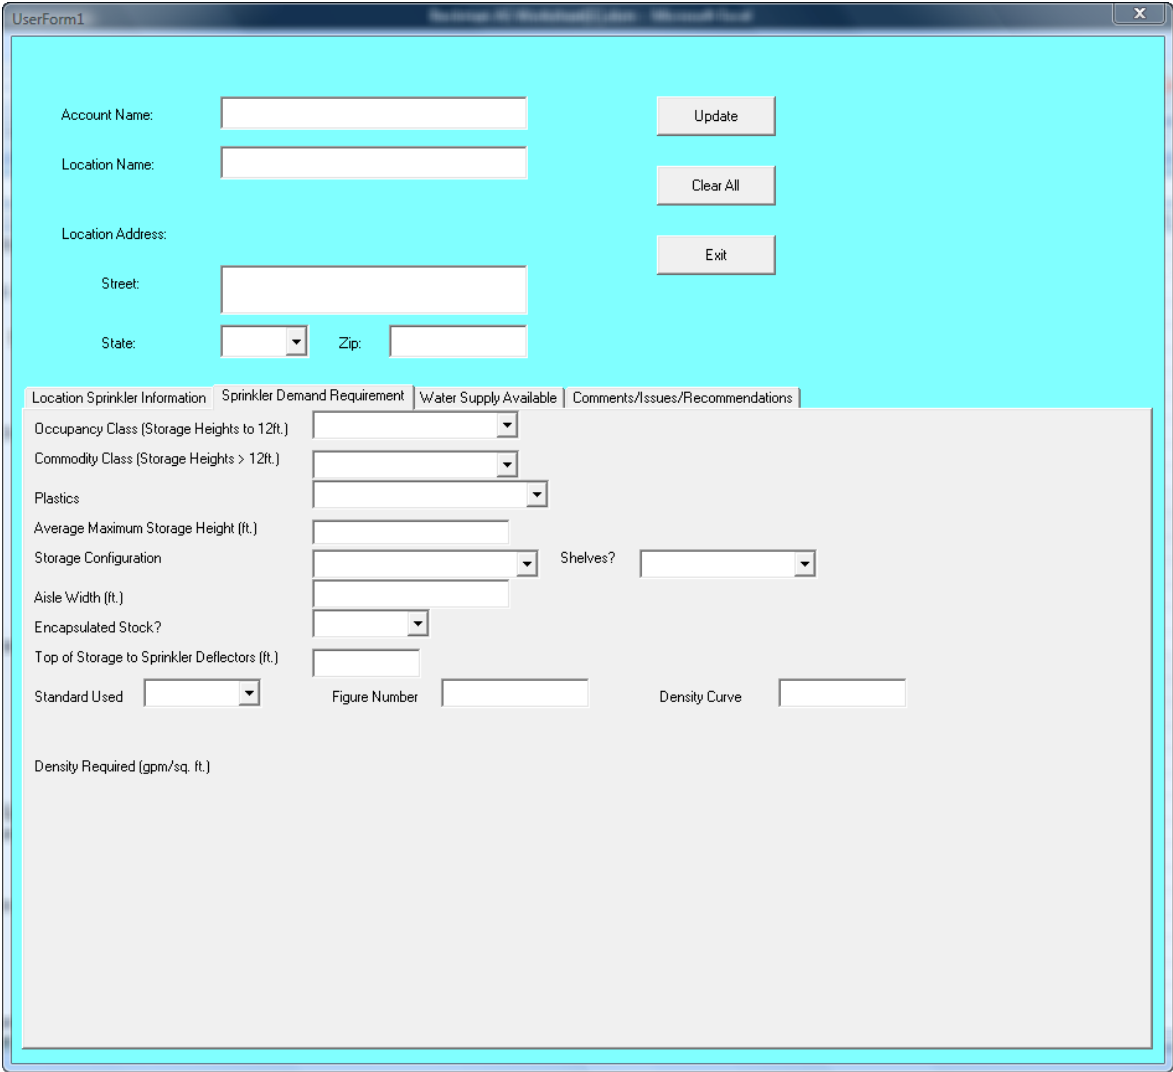 UserForm1
Account Name:
Update
Location Name:
Clear All
Location Address:
Exit
Street:
State:
Zip:
Location Sprinkler Information
Sprinkler Demand Requirement
Water Supply Available
Comments/Issues/Recommendations
Occupancy Class (Storage Heights to 12ft.)
Commodity Class (Storage Heights > 12ft.)
Plastics
Average Maximum Storage Height (ft.)
Storage Configuration
Shelves?
Aisle Width (ft.)
Encapsulated Stock?
Top of Storage to Sprinkler Deflectors (ft.)
Standard Used
Figure Number
Density Curve
Density Required (gpm/sq. ft.)